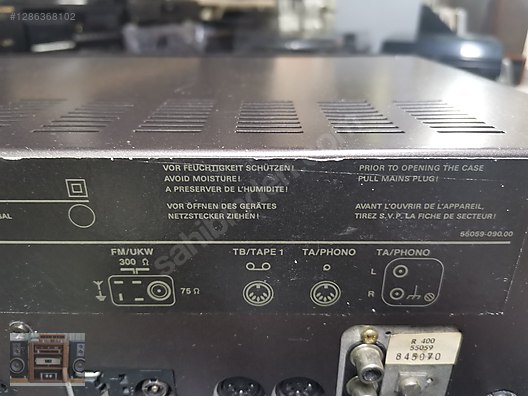 #1286368102
sahibinden.com
VOR FEUCHTIGKEIT SCHÜTZEN!
AVOID MOISTURE!
A PRESERVER DE L'HUMIDITE!
PRIOR TO OPENING THE CASE
PULL MAINS PLUG!
VOR ÖFFNEN DES GERÄTES
NETZSTECKER ZIEHEN!
AVANT L'OUVRIR DE L'APPAREIL,
TIREZ S.V.P. LA FICHE DE SECTEUR!
55059-090.00
FM/UKW
300 Ω
75 Ω
TB/TAPE 1
TA/PHONO
TA/PHONO
L
R
R 400
55059